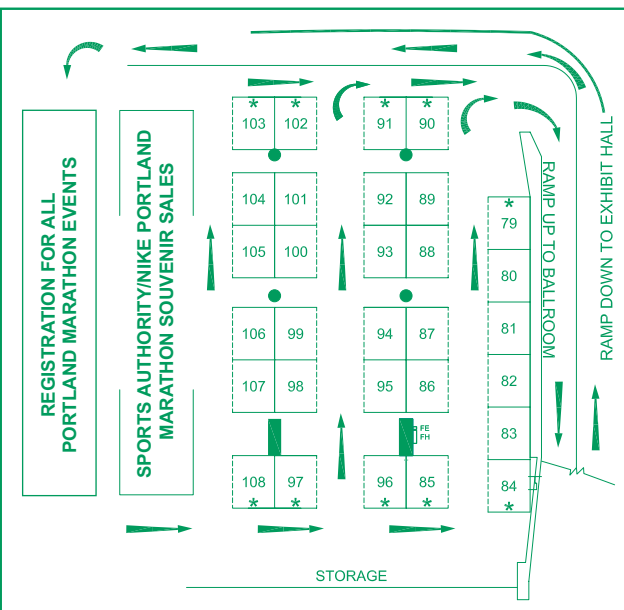 REGISTRATION FOR ALL
PORTLAND MARATHON EVENTS
SPORTS AUTHORITY/NIKE PORTLAND
MARATHON SOUVENIR SALES
* * * *
103 102 91 90
104 101 92 89
105 100 93 88
106 99 94 87
107 98 95 86
FE
FH
108 97 96 85
* * * *
*
79
80
81
82
83
84
*
RAMP UP TO BALLROOM
RAMP DOWN TO EXHIBIT HALL
STORAGE